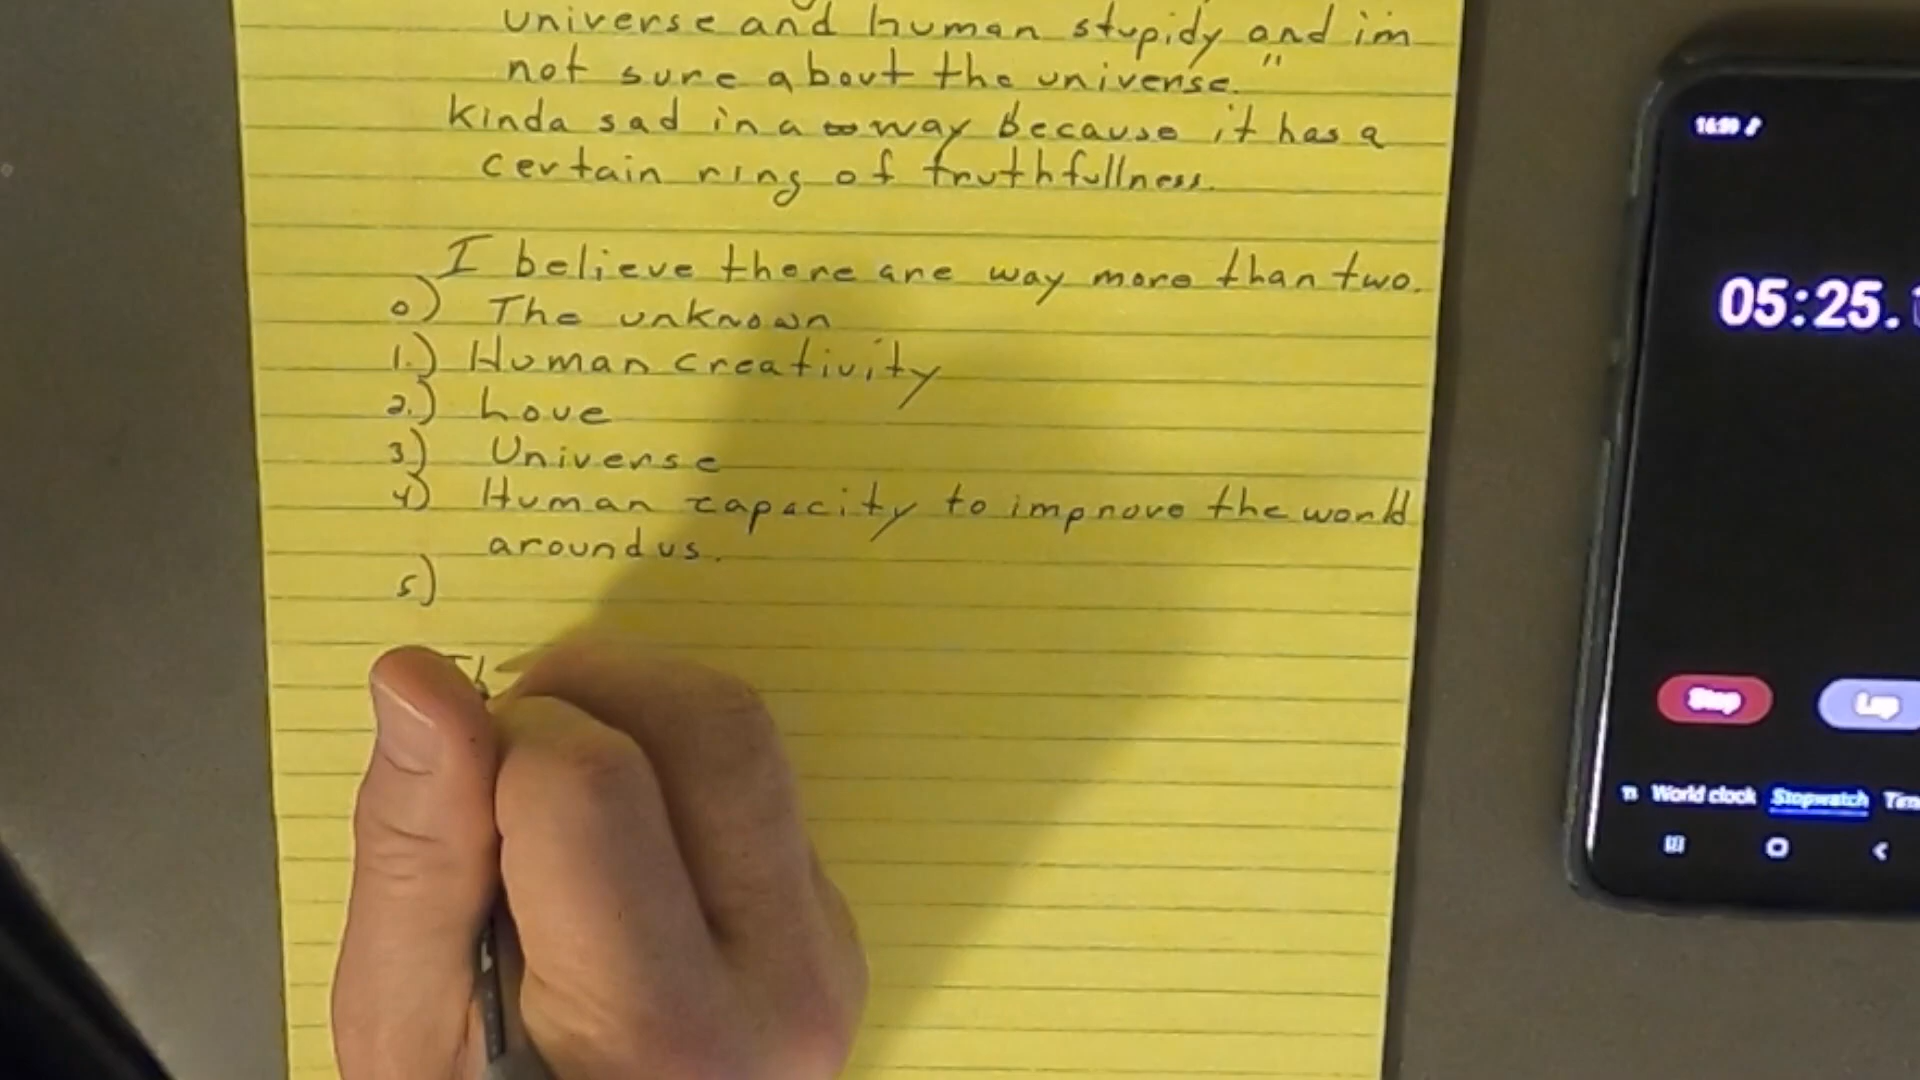 universe and human stupidy and im
not sure about the universe."
Kinda sad in a way because it has a
certain ring of truthfullness.
I believe there are way more than two.
0) The unknown
1.) Human creativity
2.) Love
3) Universe
4) Human capacity to improve the world
around us.
5)
Th
16:59
05:25.
Stop
Lap
World clock Stopwatch Tim